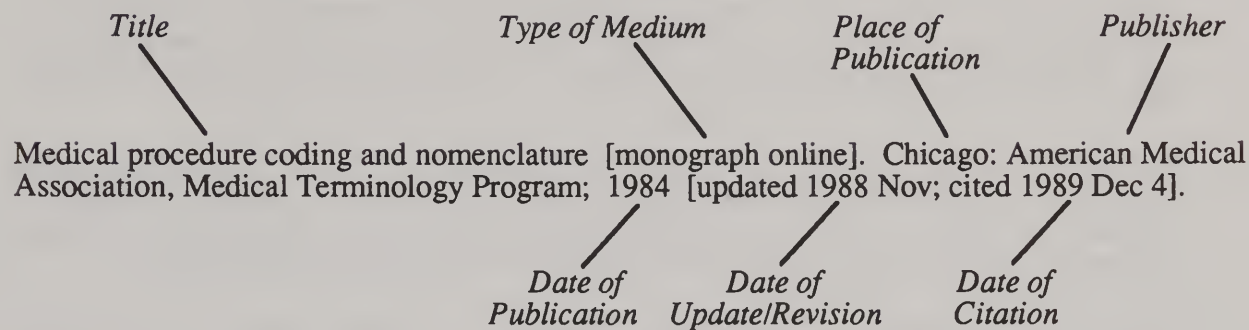 Title Type of Medium Place of Publisher
Publication
Medical procedure coding and nomenclature [monograph online]. Chicago: American Medical
Association, Medical Terminology Program; 1984 [updated 1988 Nov; cited 1989 Dec 4].
Date of Date of Date of
Publication Update/Revision Citation